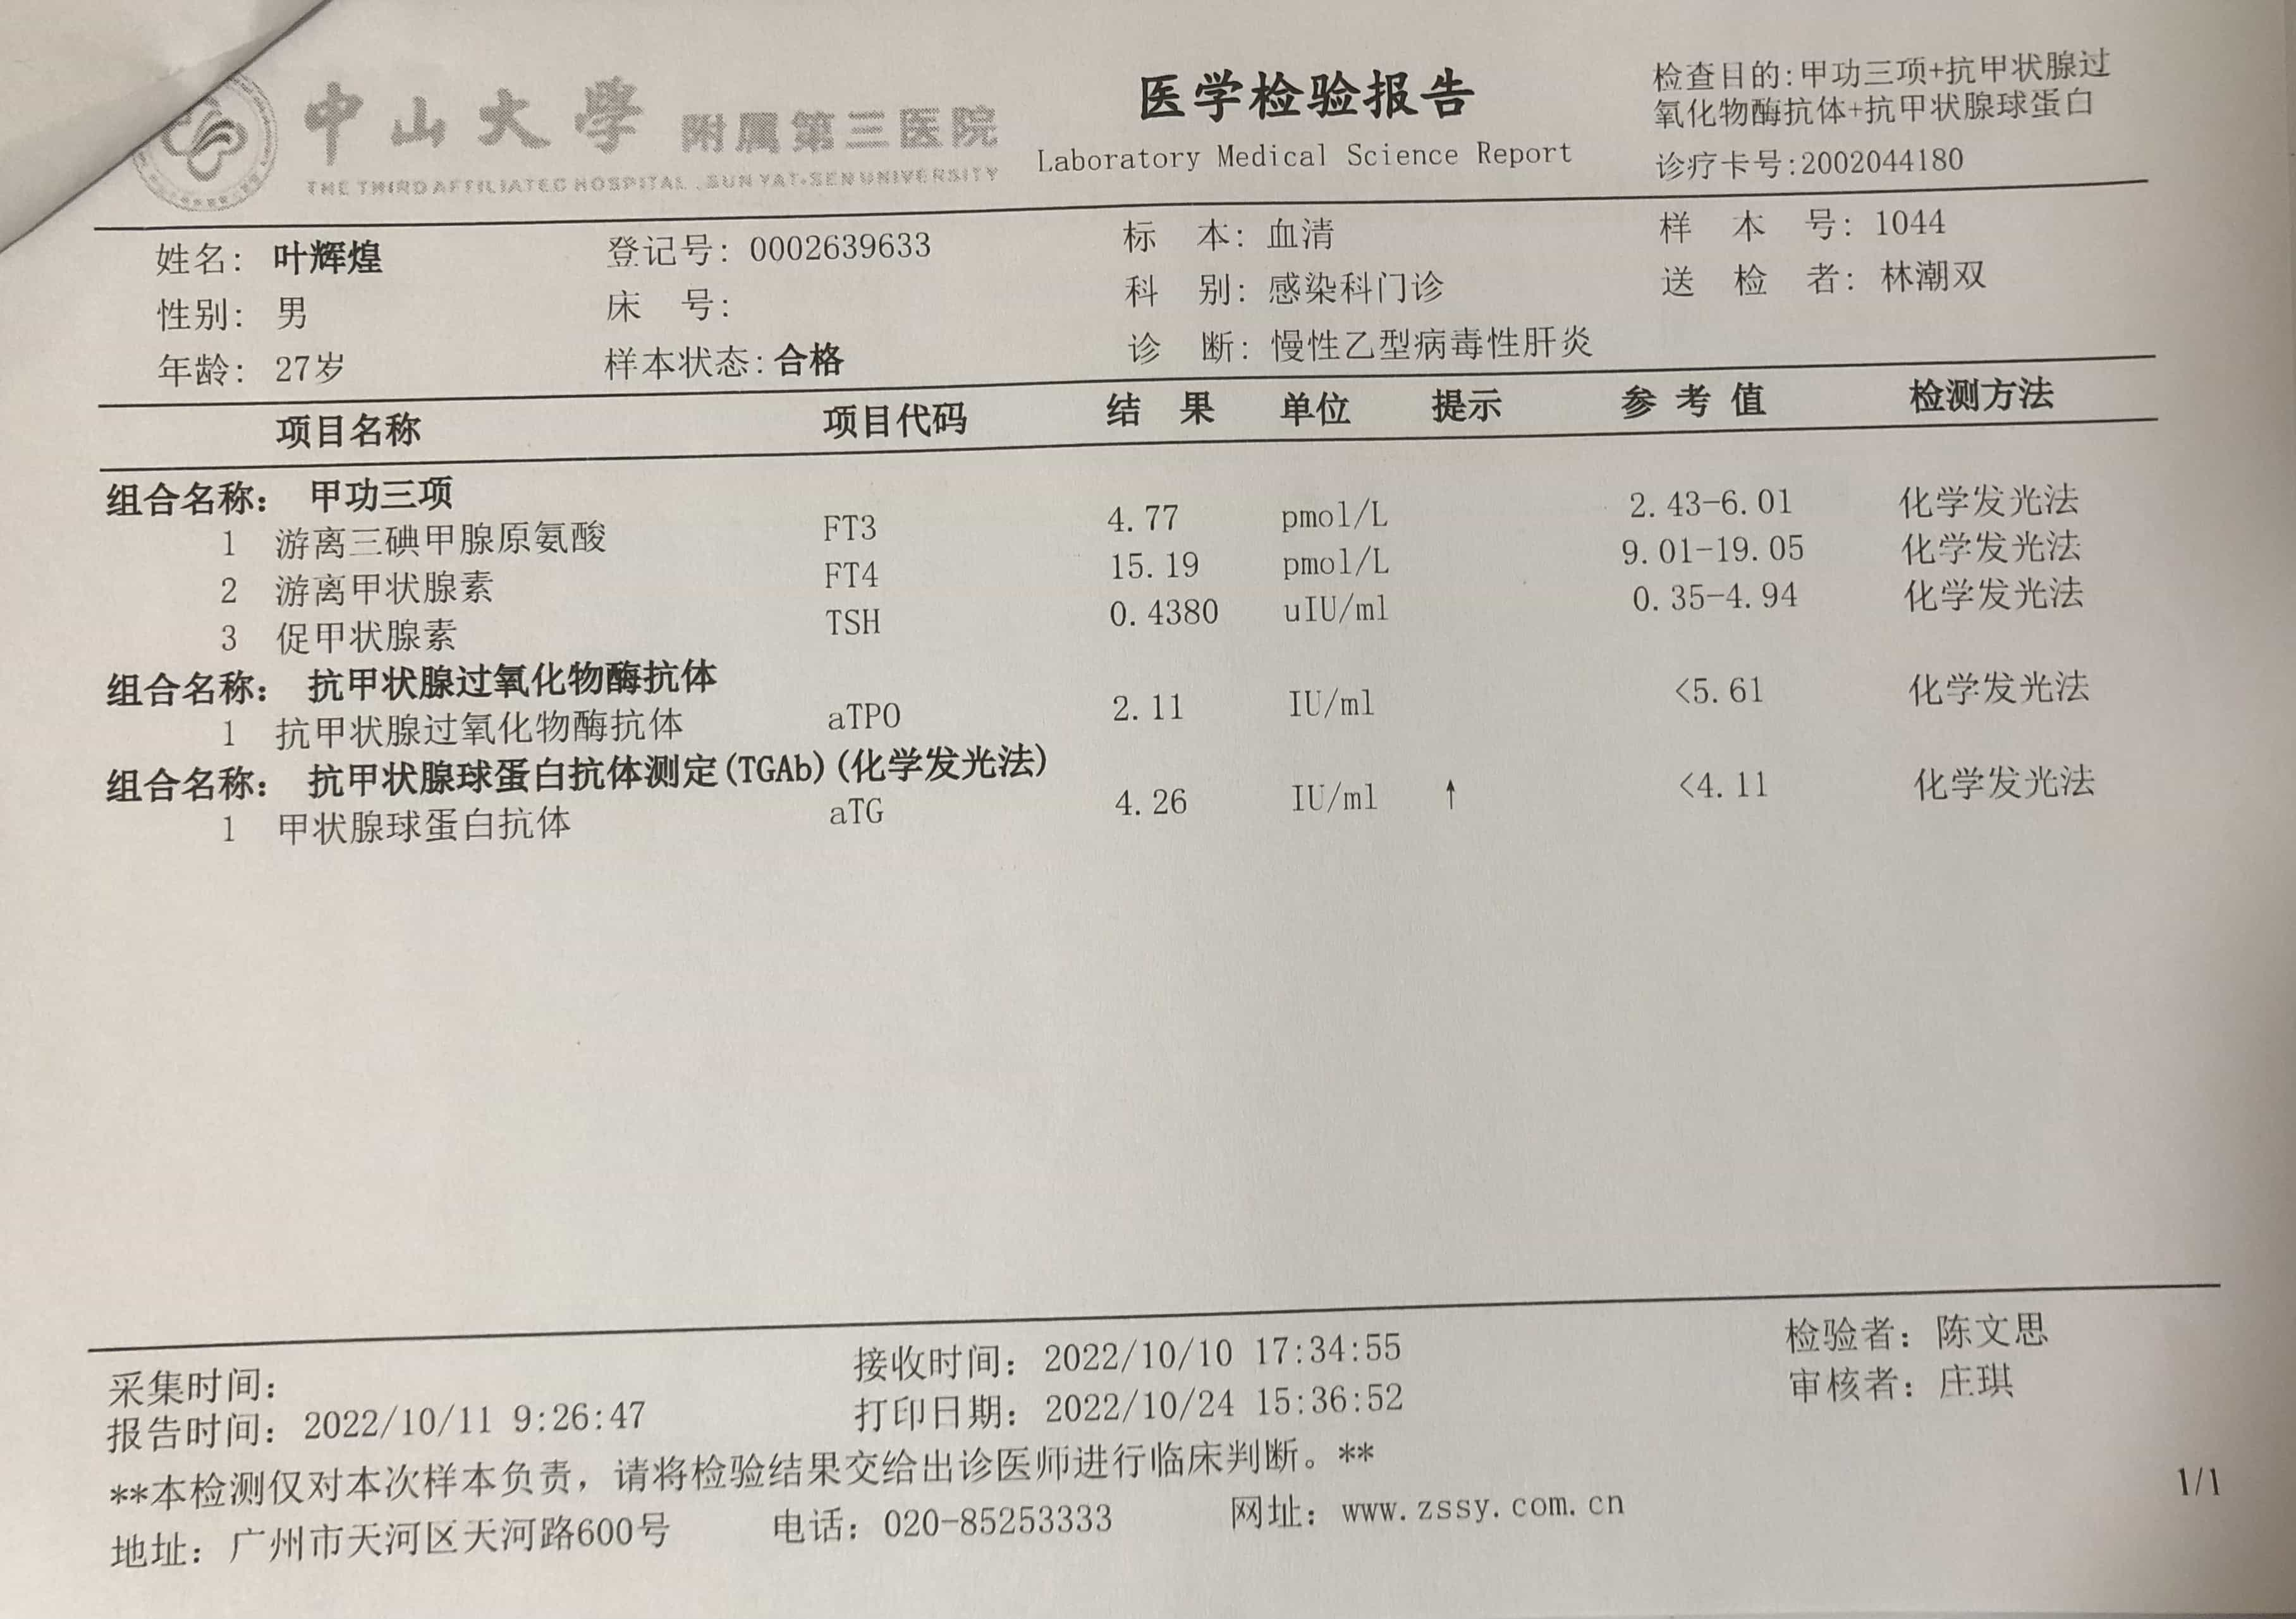 中山大學 附属第三医院
THE THIRD AFFILIATED HOSPITAL, SUN YAT-SEN UNIVERSITY
医学检验报告
Laboratory Medical Science Report
检查目的:甲功三项+抗甲状腺过
氧化物酶抗体+抗甲状腺球蛋白
诊疗卡号:2002044180
姓名: 叶辉煌 登记号: 0002639633 标 本: 血清 样 本 号: 1044
性别: 男 床 号: 科 别: 感染科门诊 送 检 者: 林潮双
年龄: 27岁 样本状态: 合格 诊 断: 慢性乙型病毒性肝炎
项目名称 项目代码 结 果 单位 提示 参 考 值 检测方法
组合名称: 甲功三项
1 游离三碘甲腺原氨酸 FT3 4.77 pmol/L 2.43-6.01 化学发光法
2 游离甲状腺素 FT4 15.19 pmol/L 9.01-19.05 化学发光法
3 促甲状腺素 TSH 0.4380 uIU/ml 0.35-4.94 化学发光法
组合名称: 抗甲状腺过氧化物酶抗体
1 抗甲状腺过氧化物酶抗体 aTPO 2.11 IU/ml <5.61 化学发光法
组合名称: 抗甲状腺球蛋白抗体测定(TGAb)(化学发光法)
1 甲状腺球蛋白抗体 aTG 4.26 IU/ml ↑ <4.11 化学发光法
采集时间: 接收时间: 2022/10/10 17:34:55 检验者: 陈文思
报告时间: 2022/10/11 9:26:47 打印日期: 2022/10/24 15:36:52 审核者: 庄琪
**本检测仅对本次样本负责，请将检验结果交给出诊医师进行临床判断。**
1/1
地址: 广州市天河区天河路600号 电话: 020-85253333 网址: www.zssy.com.cn